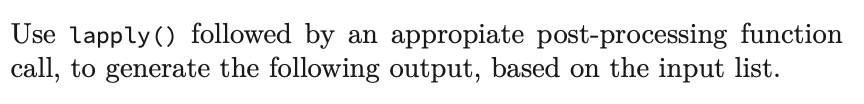 Use lapply() followed by an appropiate post-processing function
call, to generate the following output, based on the input list.